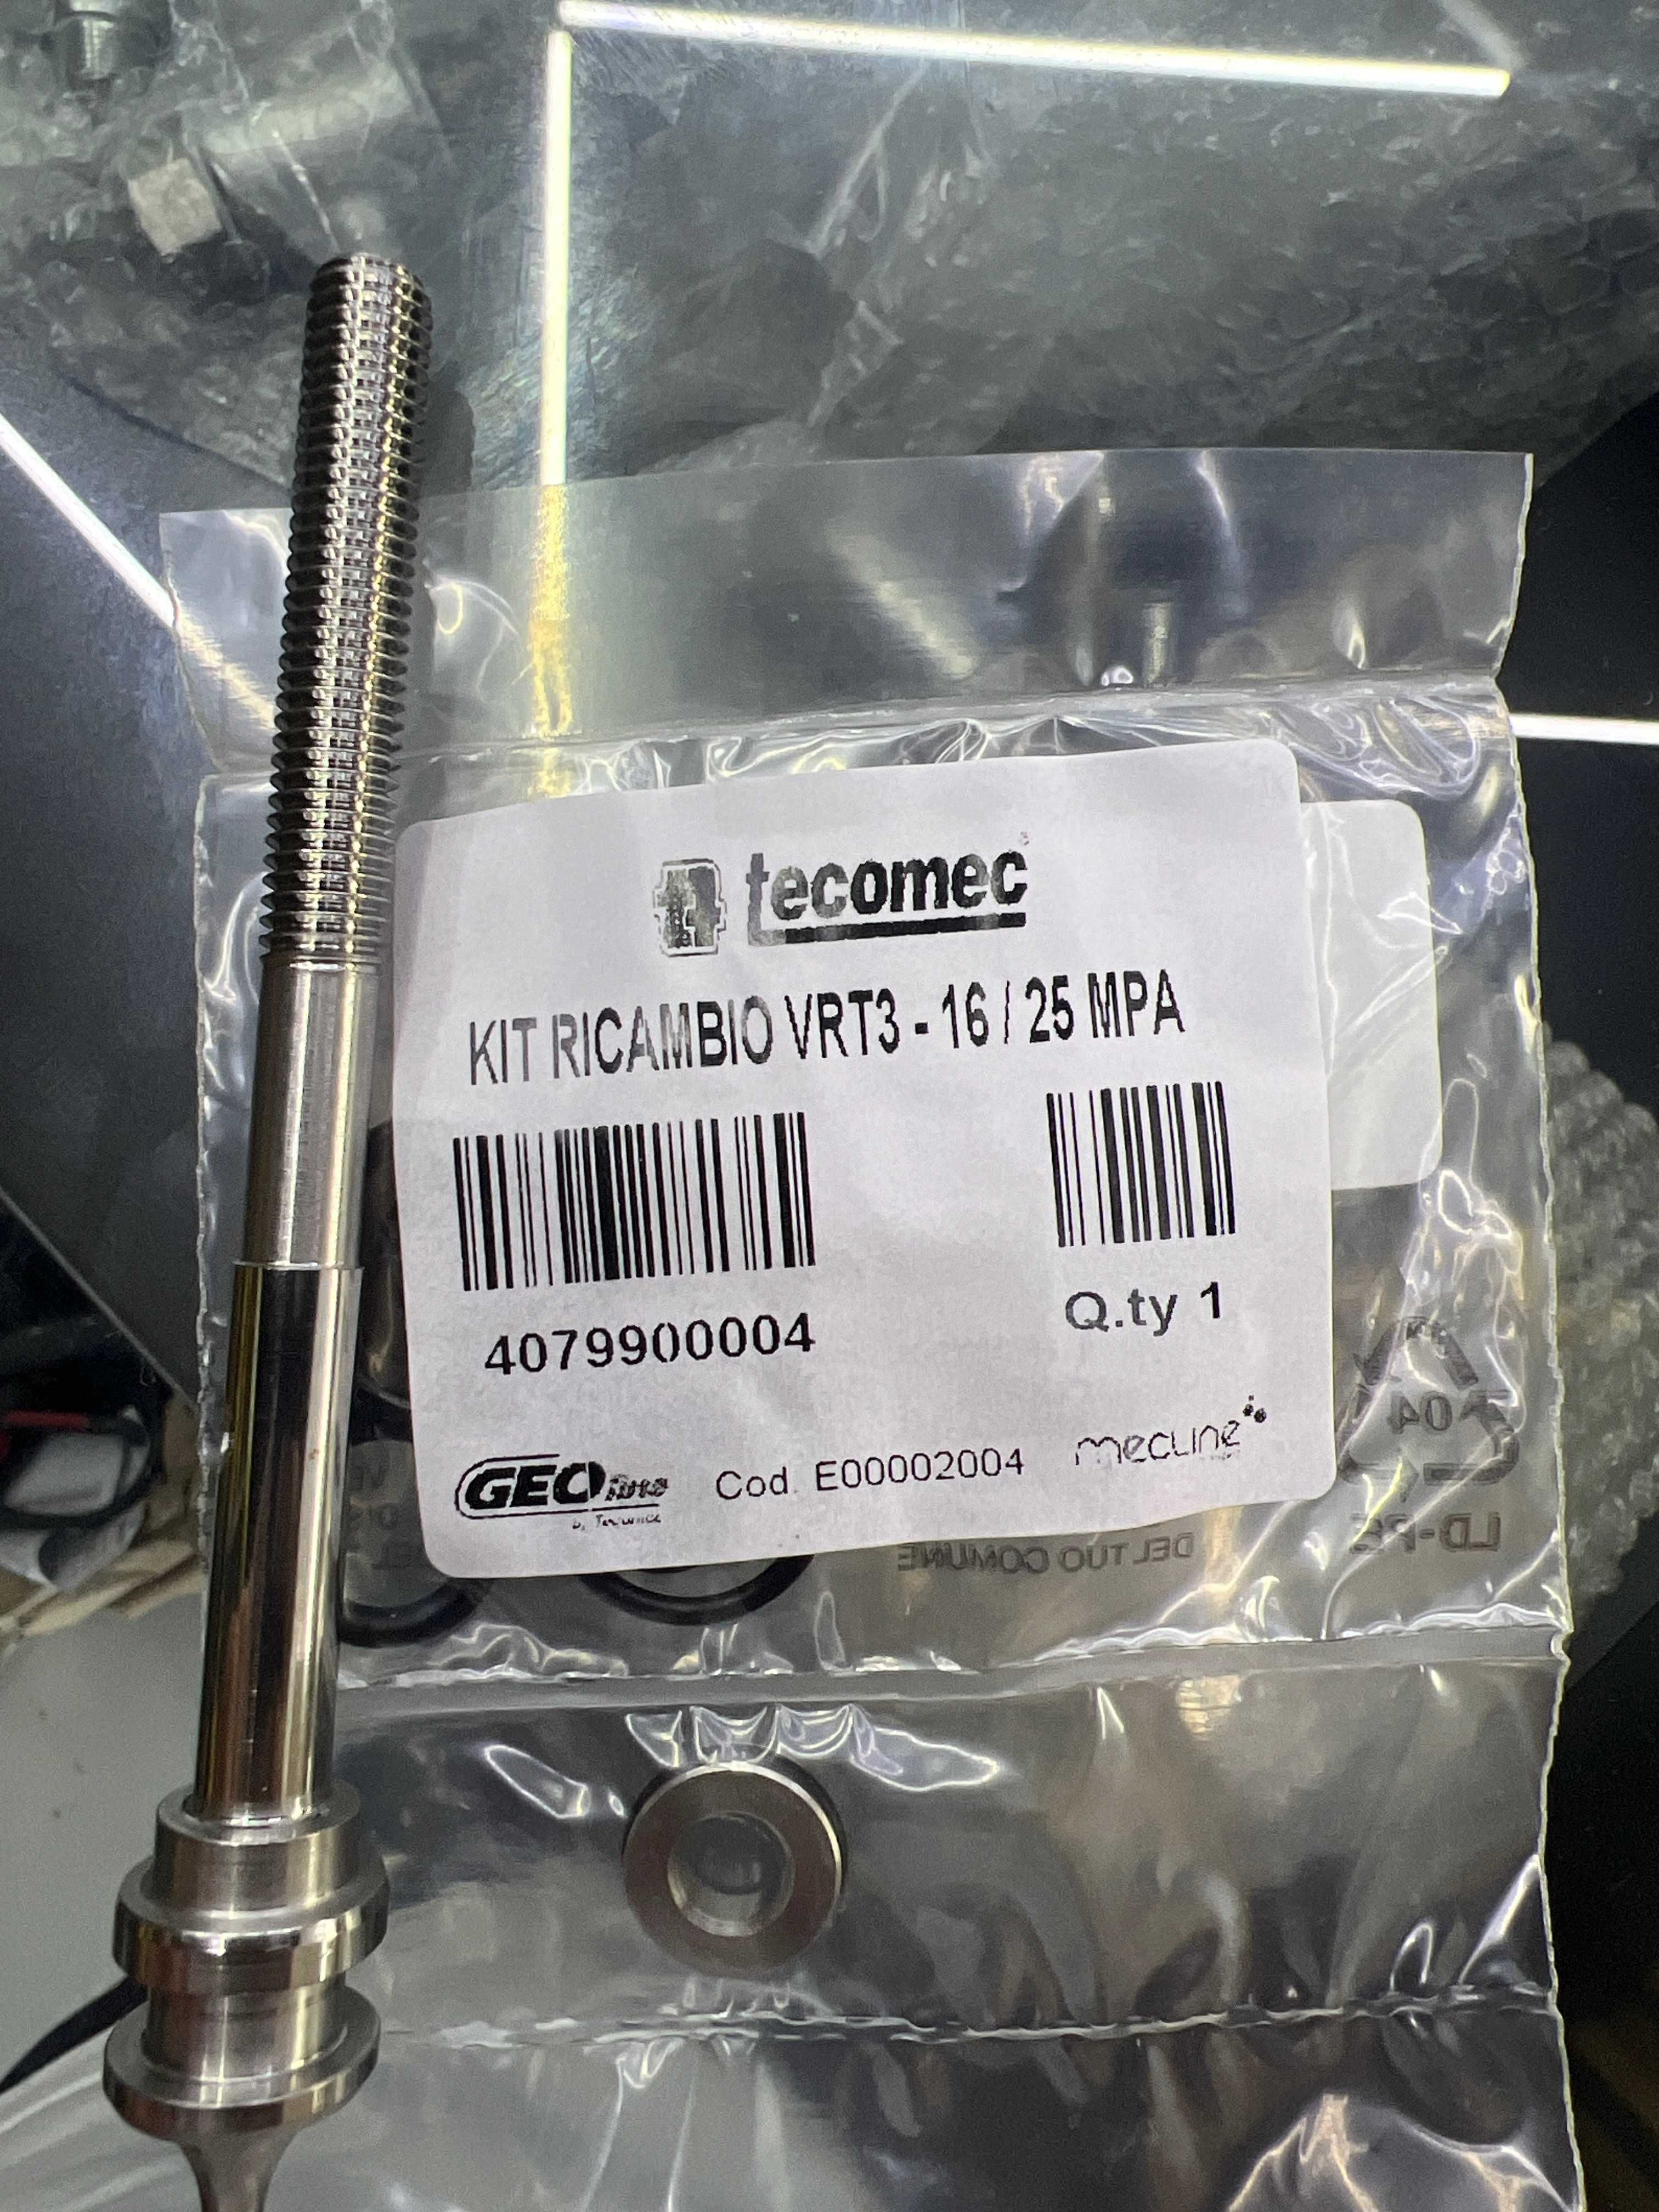 tecomec
KIT RICAMBIO VRT3 - 16 / 25 MPA
4079900004
Q.ty 1
GEOline
Cod. E00002004
mecline
04
LD-PE
DEL TUO COMUNE